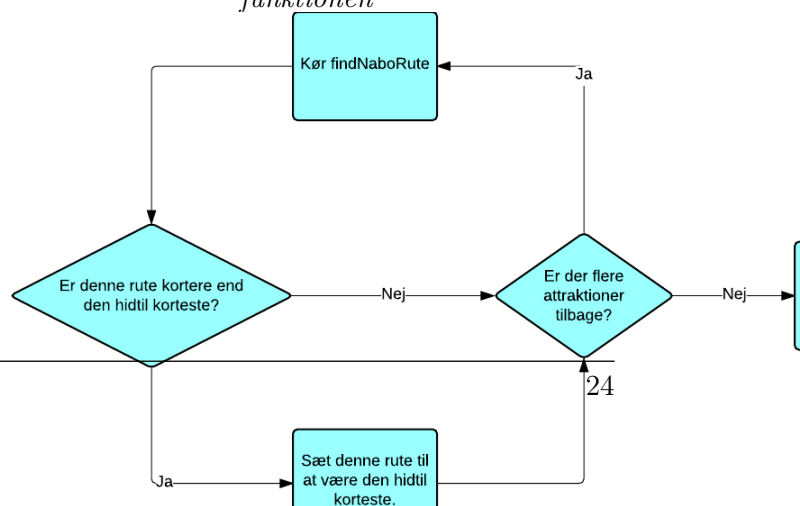 funktionen
Kør findNaboRute
Ja
Er denne rute kortere end
den hidtil korteste?
Nej
Er der flere
attraktioner
tilbage?
Nej
24
Ja
Sæt denne rute til
at være den hidtil
korteste.